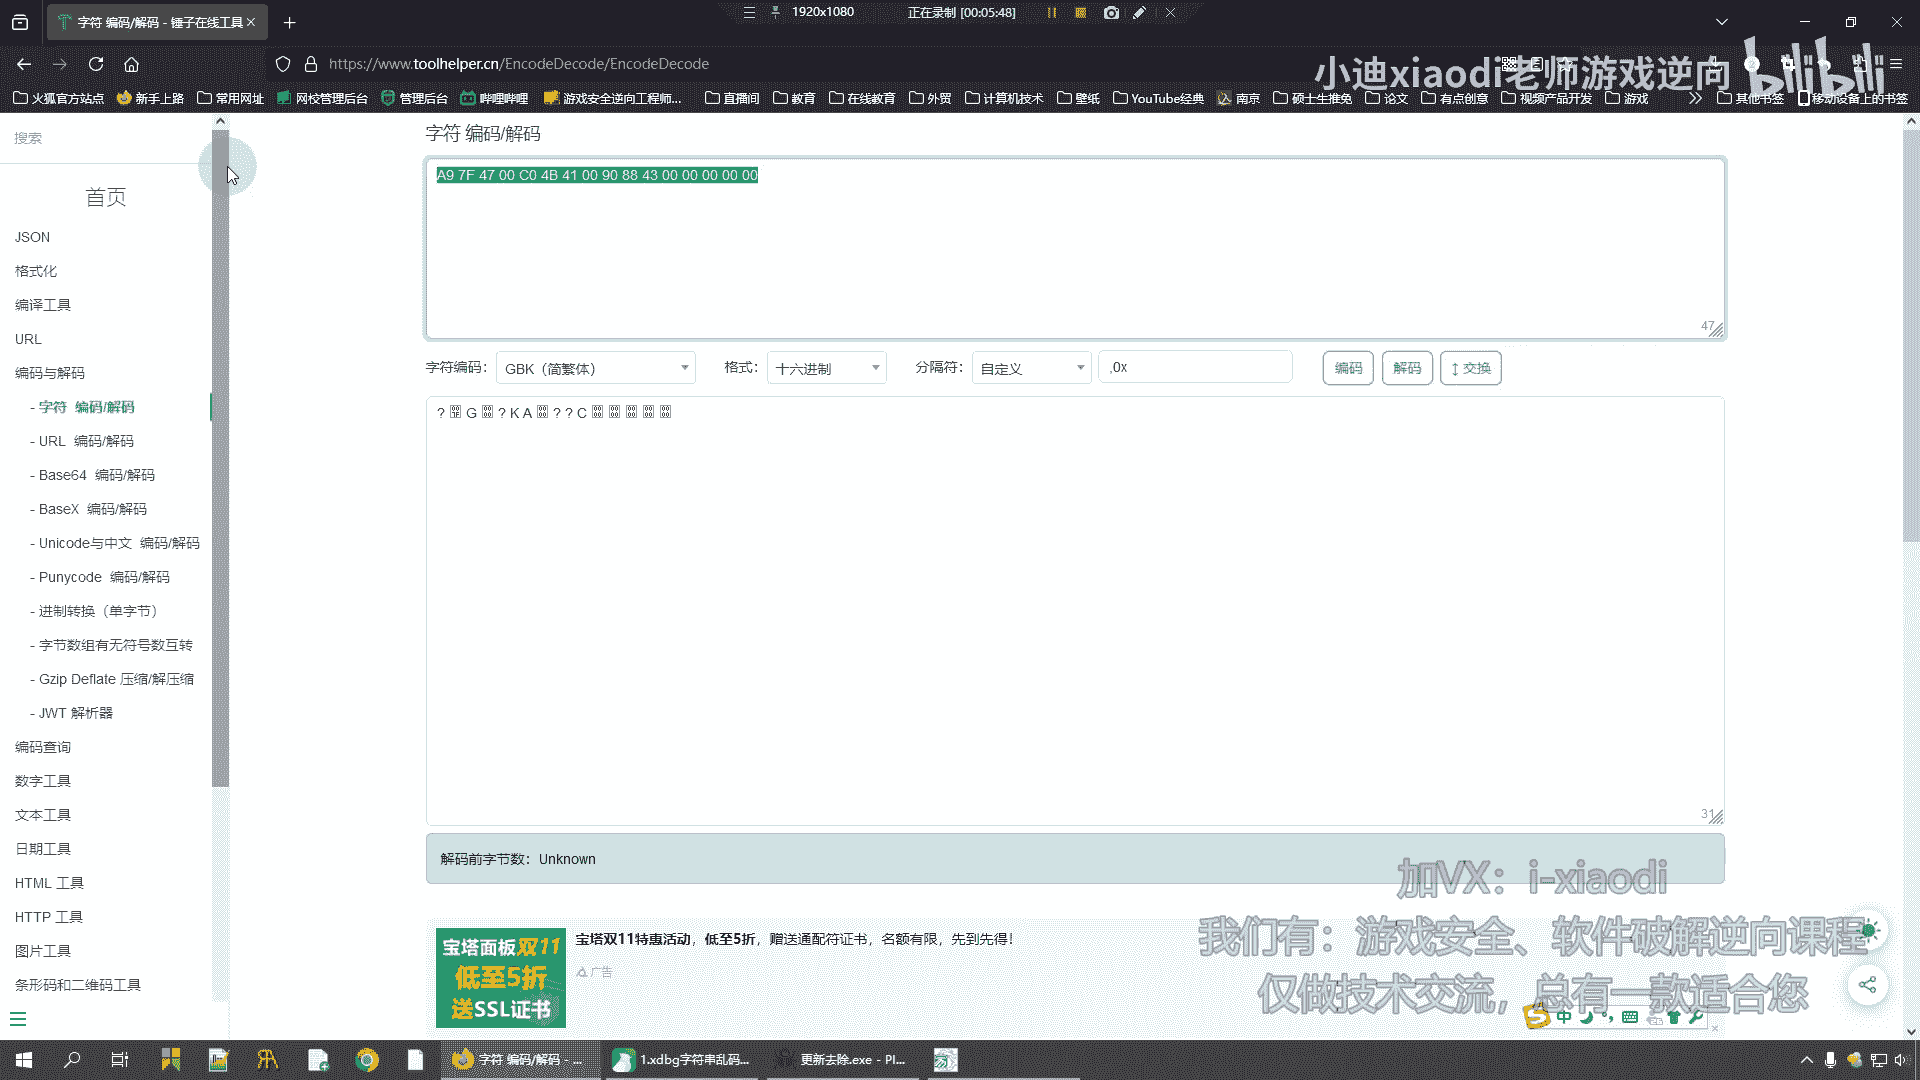 字符 编码/解码 - 锤子在线工具
1920x1080
正在录制 [00:05:48]
https://www.toolhelper.cn/EncodeDecode/EncodeDecode
小迪xiaodi老师游戏逆向
bilibili
火狐官方站点
新手上路
常用网址
网校管理后台
管理后台
哔哩哔哩
游戏安全逆向工程师...
直播间
教育
在线教育
外贸
计算机技术
壁纸
YouTube经典
南京
硕士生推免
论文
有点创意
视频产品开发
游戏
其他书签
移动设备上的书签
搜索
首页
JSON
格式化
编译工具
URL
编码与解码
- 字符 编码/解码
- URL 编码/解码
- Base64 编码/解码
- BaseX 编码/解码
- Unicode与中文 编码/解码
- Punycode 编码/解码
- 进制转换（单字节）
- 字节数组有无符号数互转
- Gzip Deflate 压缩/解压缩
- JWT 解析器
编码查询
数字工具
文本工具
日期工具
HTML 工具
HTTP 工具
图片工具
条形码和二维码工具
字符 编码/解码
A9 7F 47 00 C0 4B 41 00 90 88 43 00 00 00 00 00
47
字符编码： GBK（简繁体） 格式： 十六进制 分隔符： 自定义 ,0x 编码 解码 ↕交换
31
解码前字节数：Unknown
宝塔面板双11
低至5折
送SSL证书
宝塔双11特惠活动，低至5折，赠送通配符证书，名额有限，先到先得！
广告
加VX：i-xiaodi
我们有：游戏安全、软件破解逆向课程
仅做技术交流，总有一款适合您
中
字符 编码/解码 - ...
1.xdbg字符串乱码...
更新去除.exe - PI...